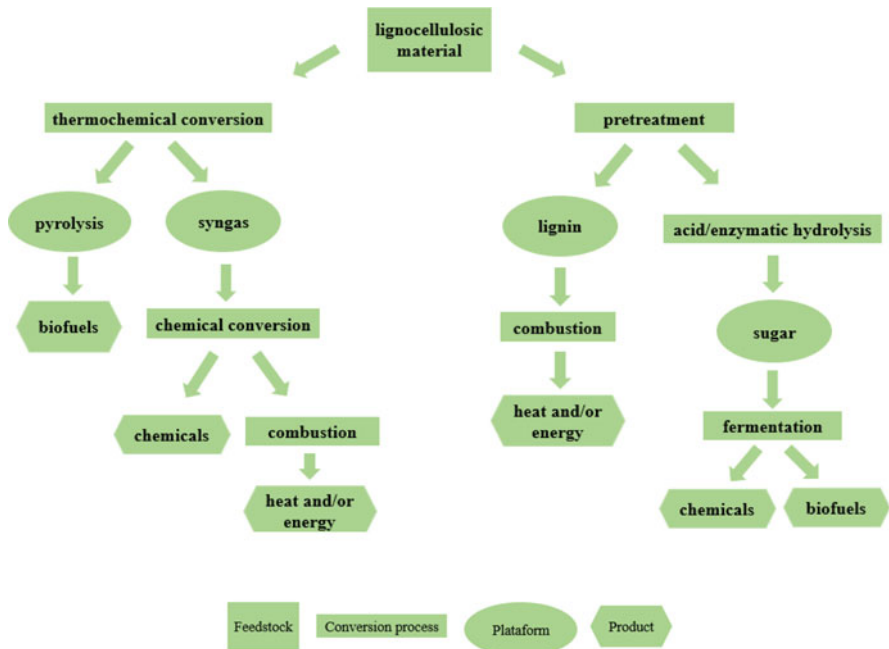 lignocellulosic
material
thermochemical conversion
pretreatment
pyrolysis
syngas
lignin
acid/enzymatic hydrolysis
biofuels
chemical conversion
combustion
sugar
chemicals
combustion
heat and/or
energy
fermentation
heat and/or
energy
chemicals
biofuels
Feedstock
Conversion process
Plataform
Product